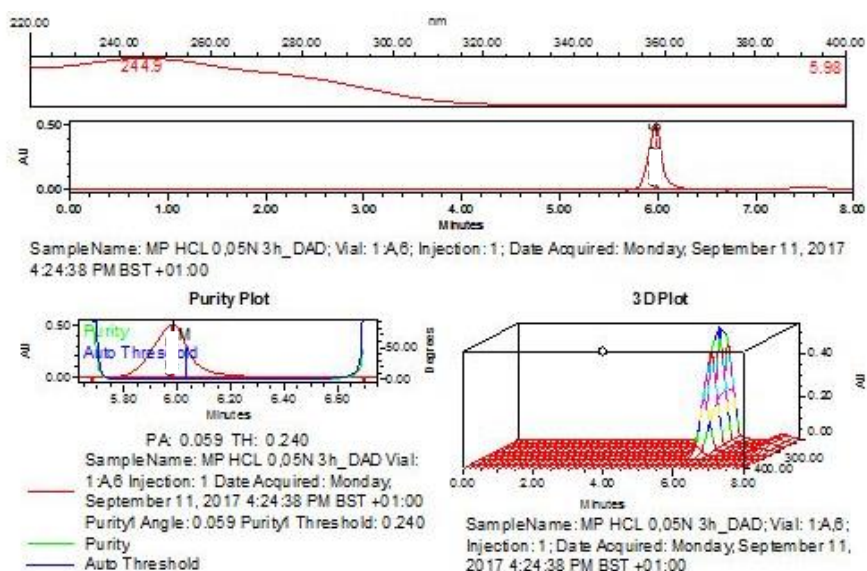 nm
220.00 240.00 260.00 280.00 300.00 320.00 340.00 360.00 380.00 400.00
244.9 5.98
AU
0.50
0.00
0.00 1.00 2.00 3.00 4.00 5.00 6.00 7.00 8.00
Minutes
SampleName: MP HCL 0,05N 3h_DAD; Vial: 1:A,6; Injection: 1; Date Acquired: Monday, September 11, 2017
4:24:38 PM BST +01:00
Purity Plot
AU
0.50
0.00
Purity
Auto Threshold
M
50.00
0.00
Degrees
5.80 6.00 6.20 6.40 6.60
Minutes
PA: 0.059 TH: 0.240
SampleName: MP HCL 0,05N 3h_DAD Vial:
1:A,6 Injection: 1 Date Acquired: Monday,
September 11, 2017 4:24:38 PM BST +01:00
Purity1 Angle: 0.059 Purity1 Threshold: 0.240
Purity
Auto Threshold
3D Plot
0.40
0.20
0.00
AU
300.00
400.00
0.00 2.00 4.00 6.00 8.00
Minutes
SampleName: MP HCL 0,05N 3h_DAD; Vial: 1:A,6;
Injection: 1; Date Acquired: Monday, September 11,
2017 4:24:38 PM BST +01:00